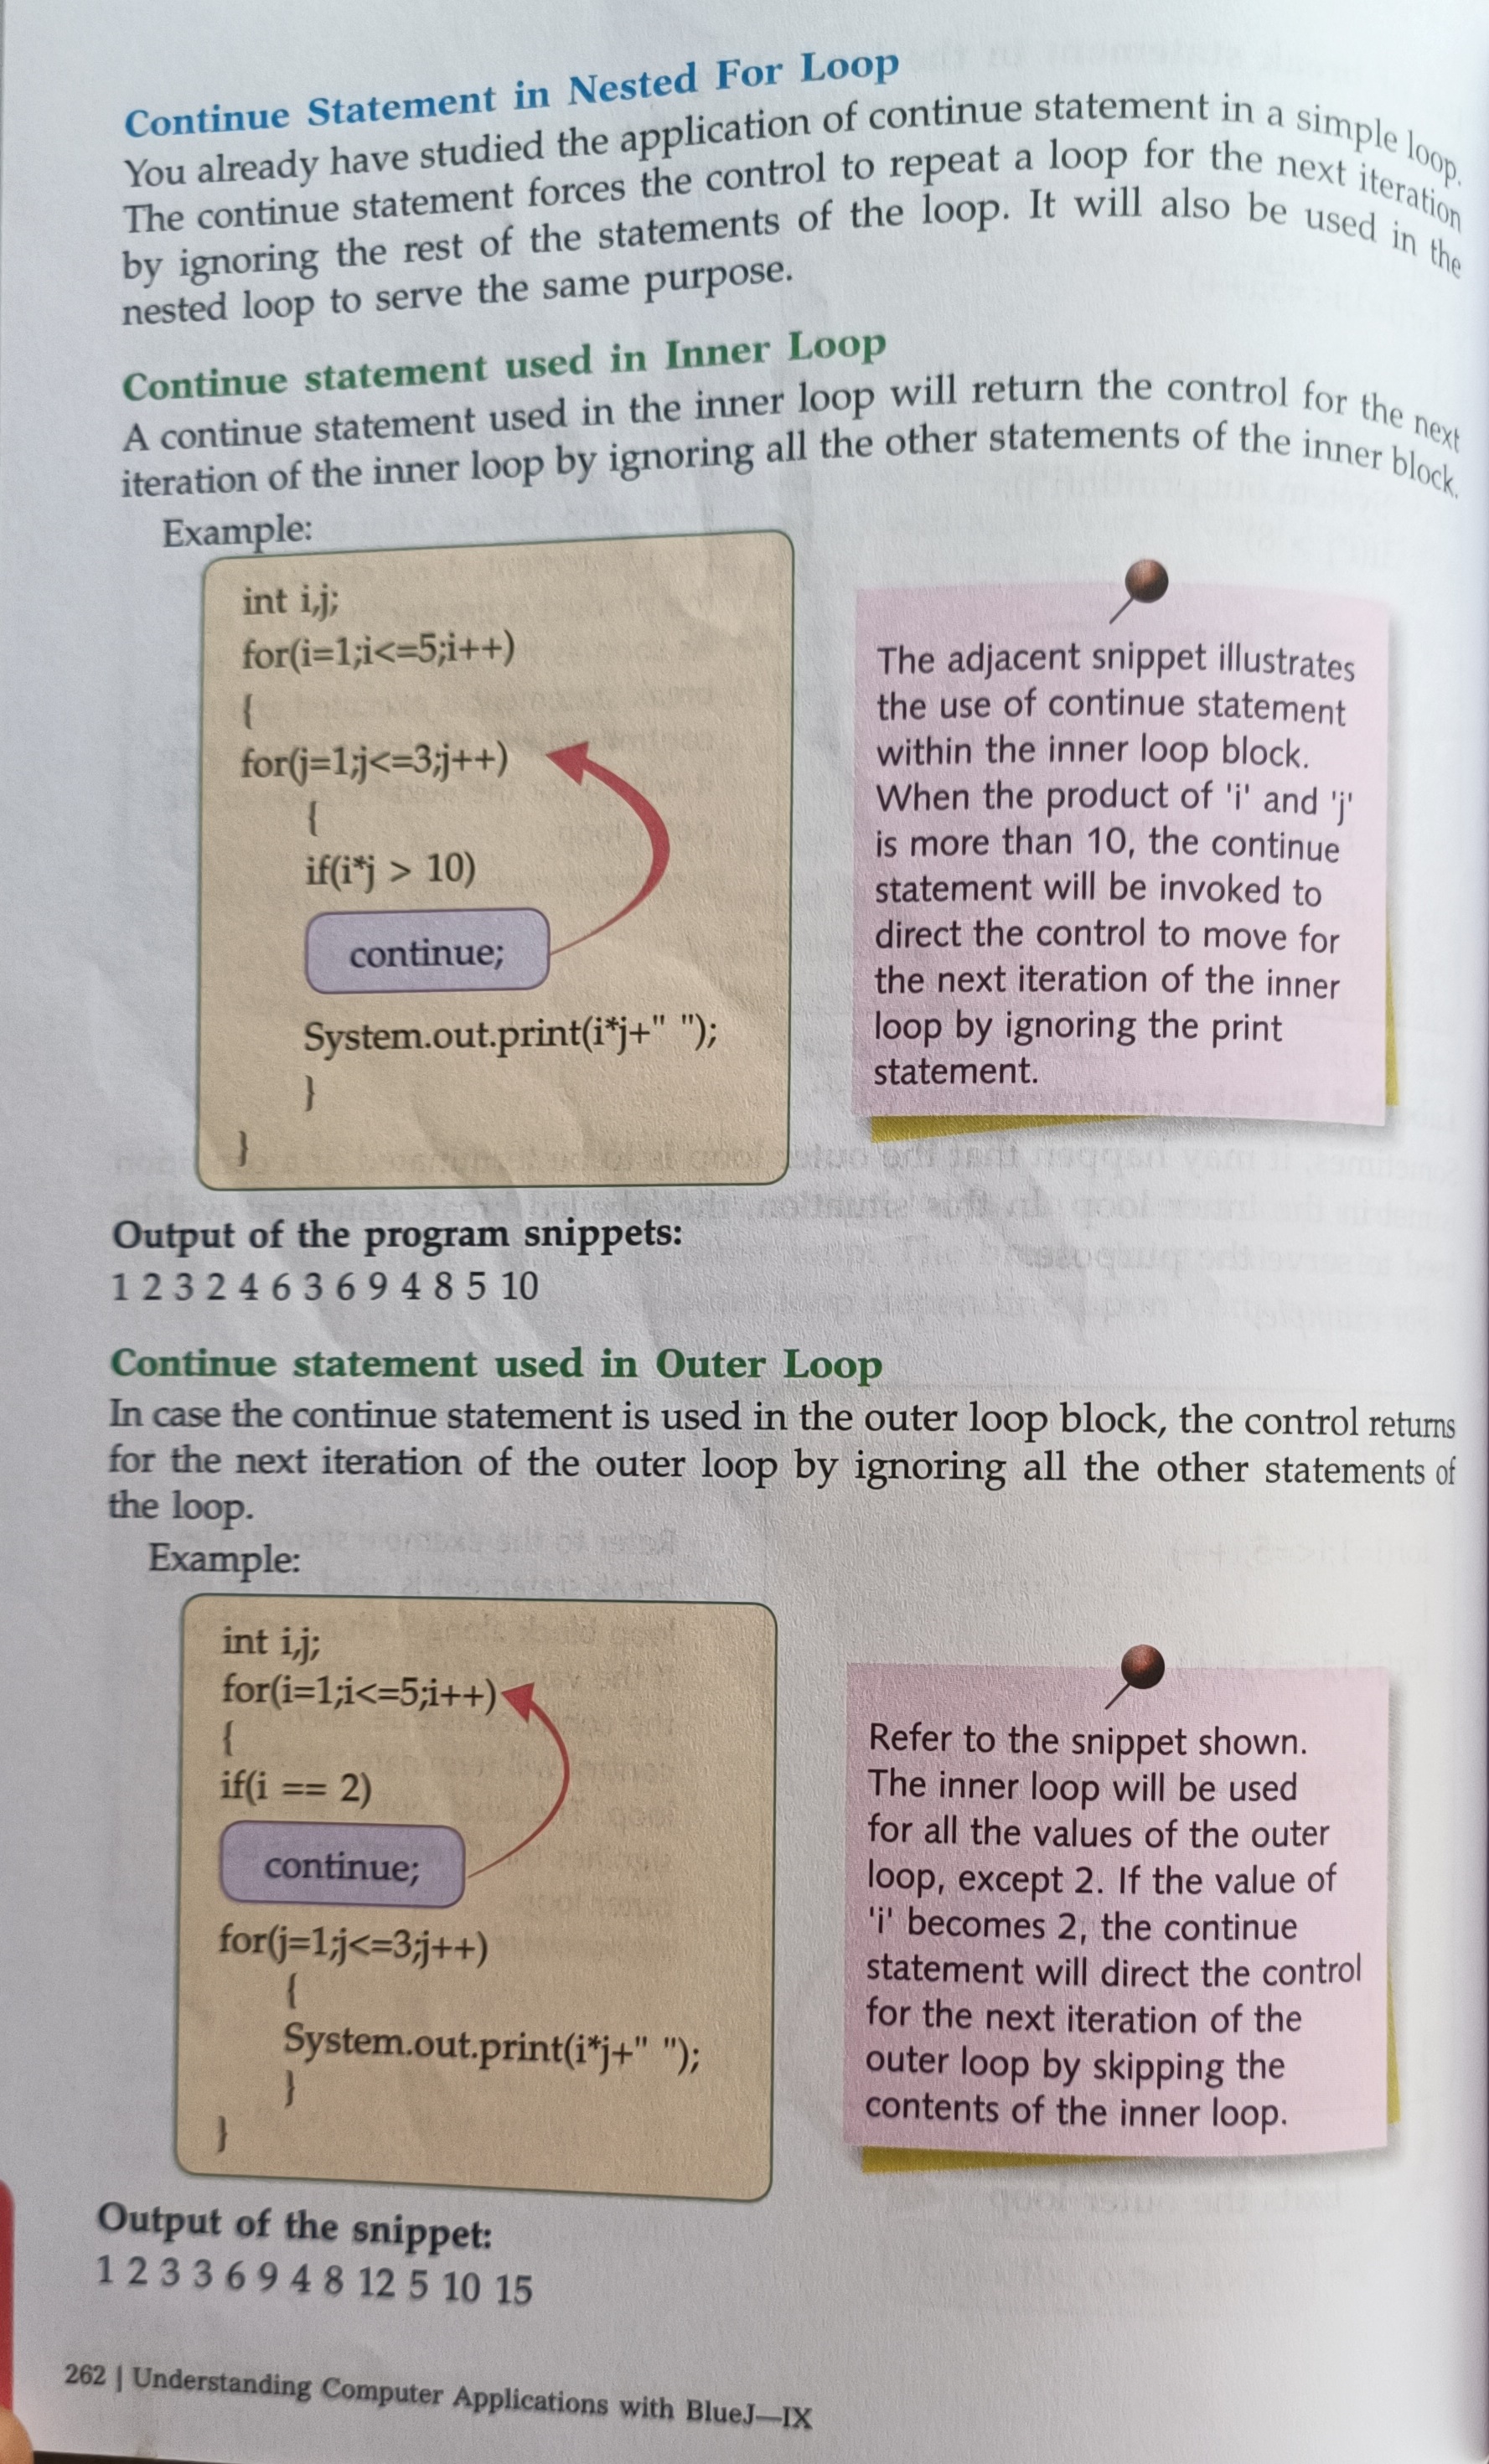 Continue Statement in Nested For Loop
You already have studied the application of continue statement in a simple loop.
The continue statement forces the control to repeat a loop for the next iteration
by ignoring the rest of the statements of the loop. It will also be used in the
nested loop to serve the same purpose.
Continue statement used in Inner Loop
A continue statement used in the inner loop will return the control for the next
iteration of the inner loop by ignoring all the other statements of the inner block.
Example:
int i,j;
for(i=1;i<=5;i++)
{
for(j=1;j<=3;j++)
{
if(i*j > 10)
continue;
System.out.print(i*j+" ");
}
}
The adjacent snippet illustrates
the use of continue statement
within the inner loop block.
When the product of 'i' and 'j'
is more than 10, the continue
statement will be invoked to
direct the control to move for
the next iteration of the inner
loop by ignoring the print
statement.
Output of the program snippets:
1 2 3 2 4 6 3 6 9 4 8 5 10
Continue statement used in Outer Loop
In case the continue statement is used in the outer loop block, the control returns
for the next iteration of the outer loop by ignoring all the other statements of
the loop.
Example:
int i,j;
for(i=1;i<=5;i++)
{
if(i == 2)
continue;
for(j=1;j<=3;j++)
{
System.out.print(i*j+" ");
}
}
Refer to the snippet shown.
The inner loop will be used
for all the values of the outer
loop, except 2. If the value of
'i' becomes 2, the continue
statement will direct the control
for the next iteration of the
outer loop by skipping the
contents of the inner loop.
Output of the snippet:
1 2 3 3 6 9 4 8 12 5 10 15
262 | Understanding Computer Applications with BlueJ—IX